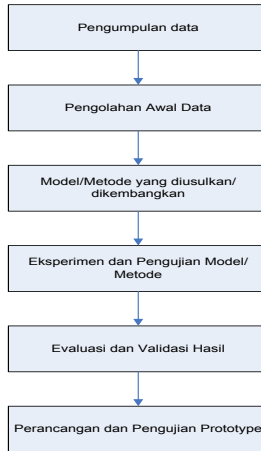 Pengumpulan data
Pengolahan Awal Data
Model/Metode yang diusulkan/
dikembangkan
Eksperimen dan Pengujian Model/
Metode
Evaluasi dan Validasi Hasil
Perancangan dan Pengujian Prototype